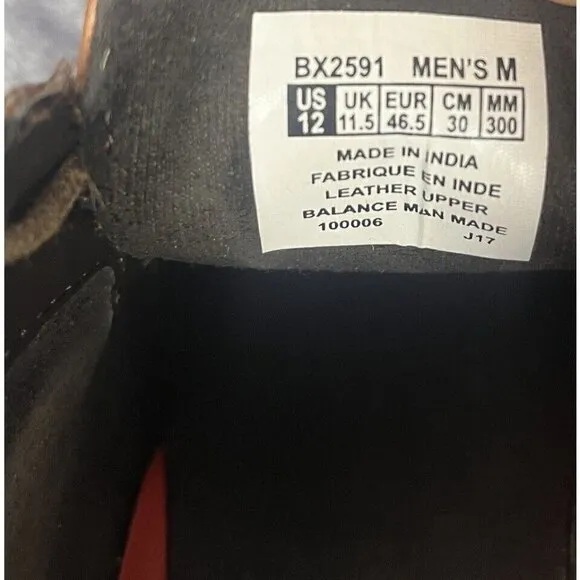 BX2591 MEN'S M
US UK EUR CM MM
12 11.5 46.5 30 300
MADE IN INDIA
FABRIQUE EN INDE
LEATHER UPPER
BALANCE MAN MADE
100006 J17